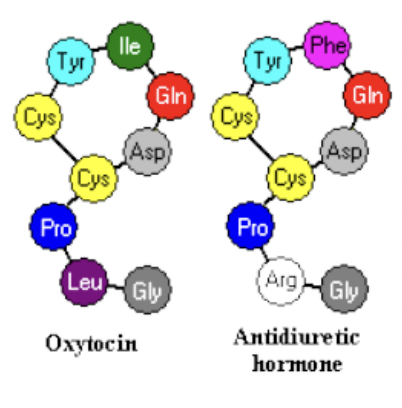 Tyr Ile Gln Asp Cys Cys Pro Leu Gly
Oxytocin
Tyr Phe Gln Asp Cys Cys Pro Arg Gly
Antidiuretic
hormone